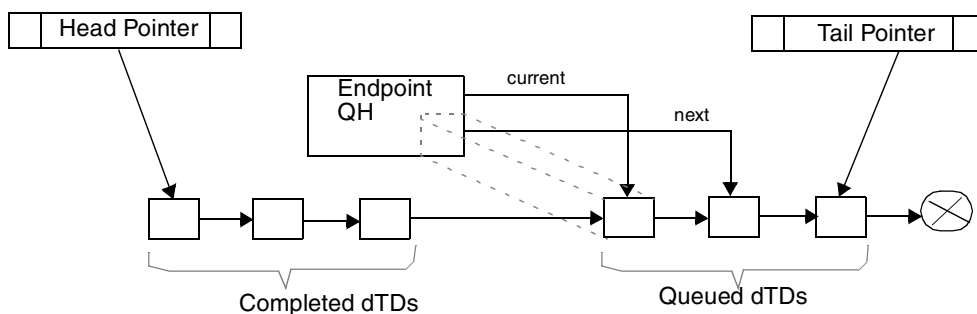 Head Pointer
Tail Pointer
Endpoint
QH
current
next
Completed dTDs
Queued dTDs